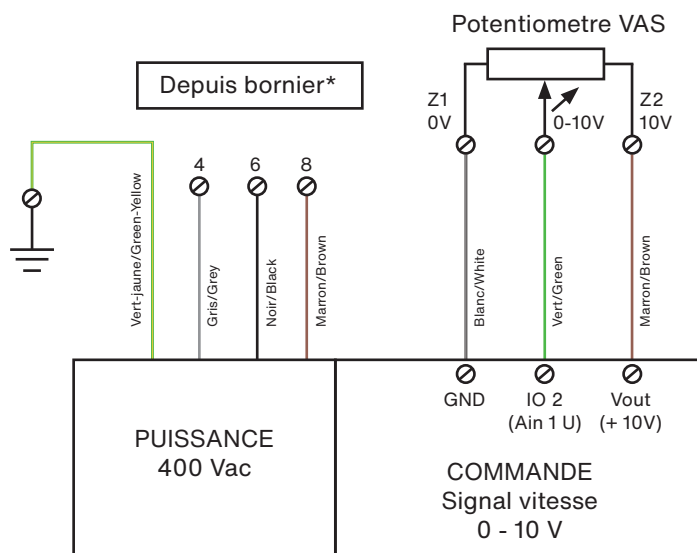 Potentiometre VAS
Depuis bornier*
Z1
0V
0-10V
Z2
10V
4
6
8
Vert-jaune/Green-Yellow
Gris/Grey
Noir/Black
Marron/Brown
Blanc/White
Vert/Green
Marron/Brown
GND
IO 2
(Ain 1 U)
Vout
(+ 10V)
PUISSANCE
400 Vac
COMMANDE
Signal vitesse
0 - 10 V